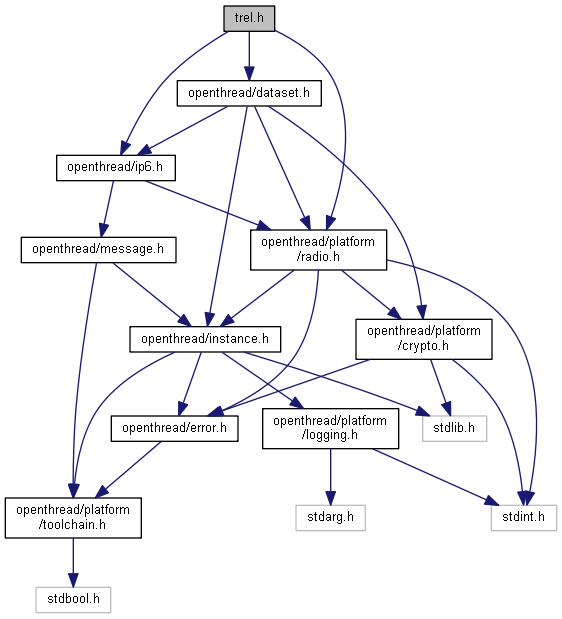 trel.h
openthread/dataset.h
openthread/ip6.h
openthread/message.h
openthread/platform
/radio.h
openthread/instance.h
openthread/platform
/crypto.h
openthread/error.h
openthread/platform
/logging.h
stdlib.h
openthread/platform
/toolchain.h
stdarg.h
stdint.h
stdbool.h